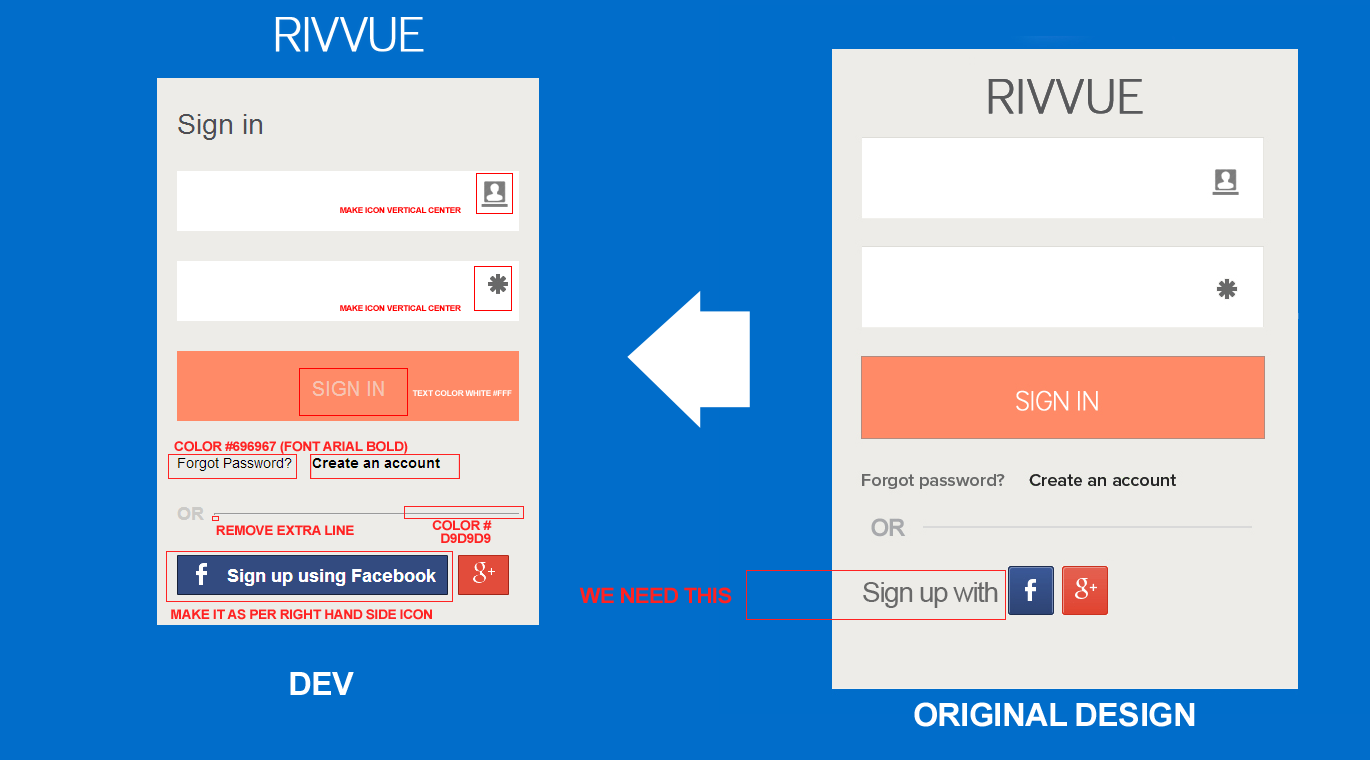 RIVVUE
Sign in
MAKE ICON VERTICAL CENTER
MAKE ICON VERTICAL CENTER
SIGN IN
TEXT COLOR WHITE #FFF
COLOR #696967 (FONT ARIAL BOLD)
Forgot Password? Create an account
OR
REMOVE EXTRA LINE
COLOR #
D9D9D9
f Sign up using Facebook g+
MAKE IT AS PER RIGHT HAND SIDE ICON
DEV
RIVVUE
SIGN IN
Forgot password? Create an account
OR
WE NEED THIS
Sign up with f g+
ORIGINAL DESIGN